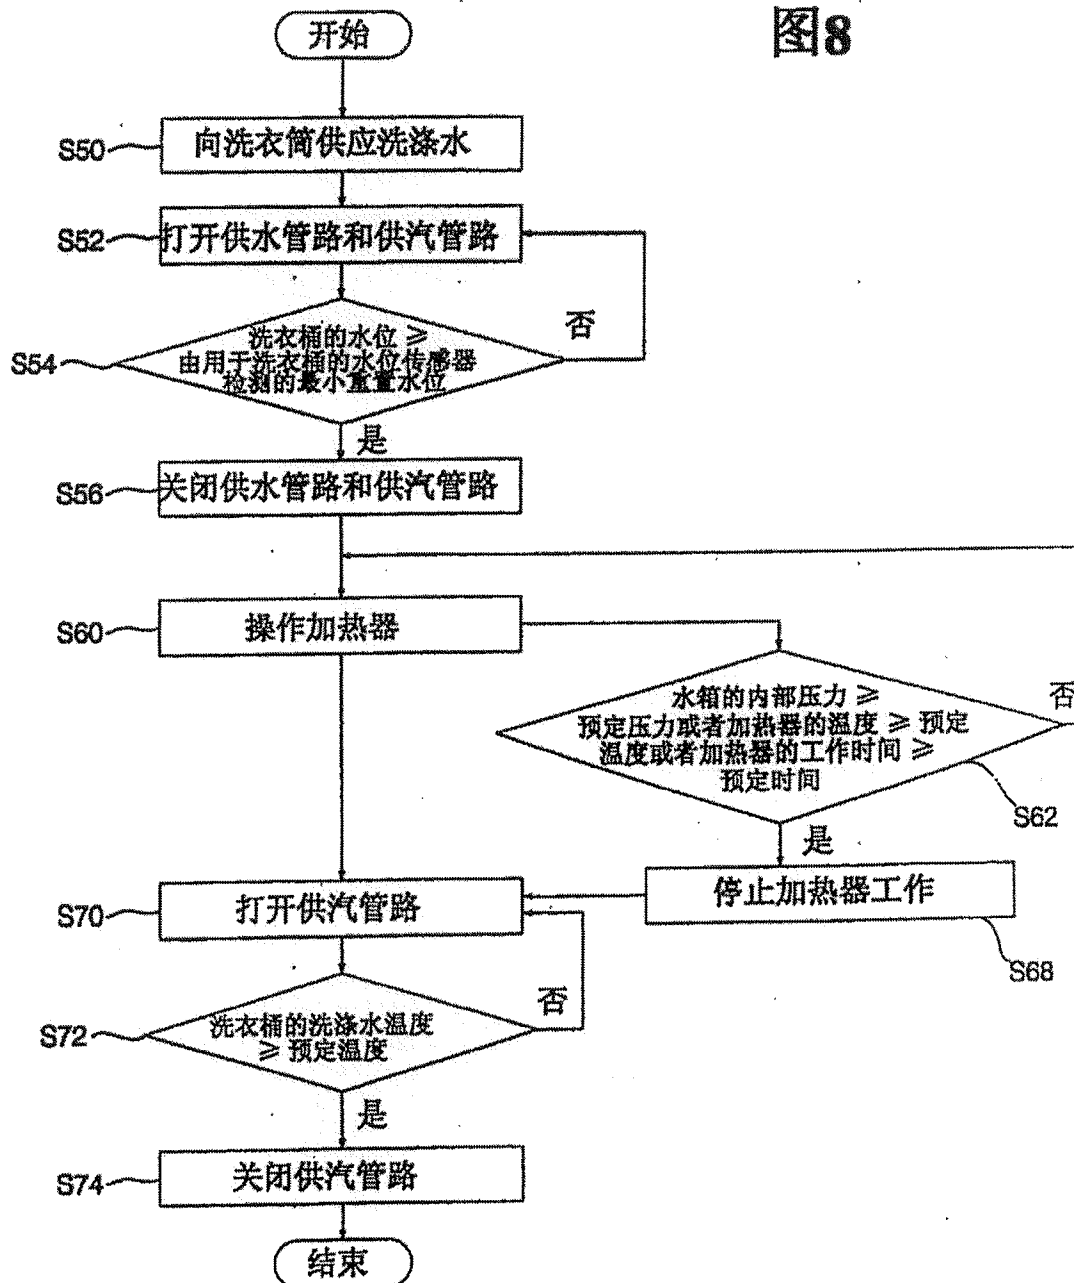 图8
开始
S50
向洗衣筒供应洗涤水
S52
打开供水管路和供汽管路
S54
洗衣桶的水位 ≥
由用于洗衣桶的水位传感器
检测的最小重量水位
否
是
S56
关闭供水管路和供汽管路
S60
操作加热器
水箱的内部压力 ≥
预定压力或者加热器的温度 ≥ 预定
温度或者加热器的工作时间 ≥
预定时间
否
S62
是
停止加热器工作
S68
S70
打开供汽管路
S72
洗衣桶的洗涤水温度
≥ 预定温度
否
是
S74
关闭供汽管路
结束